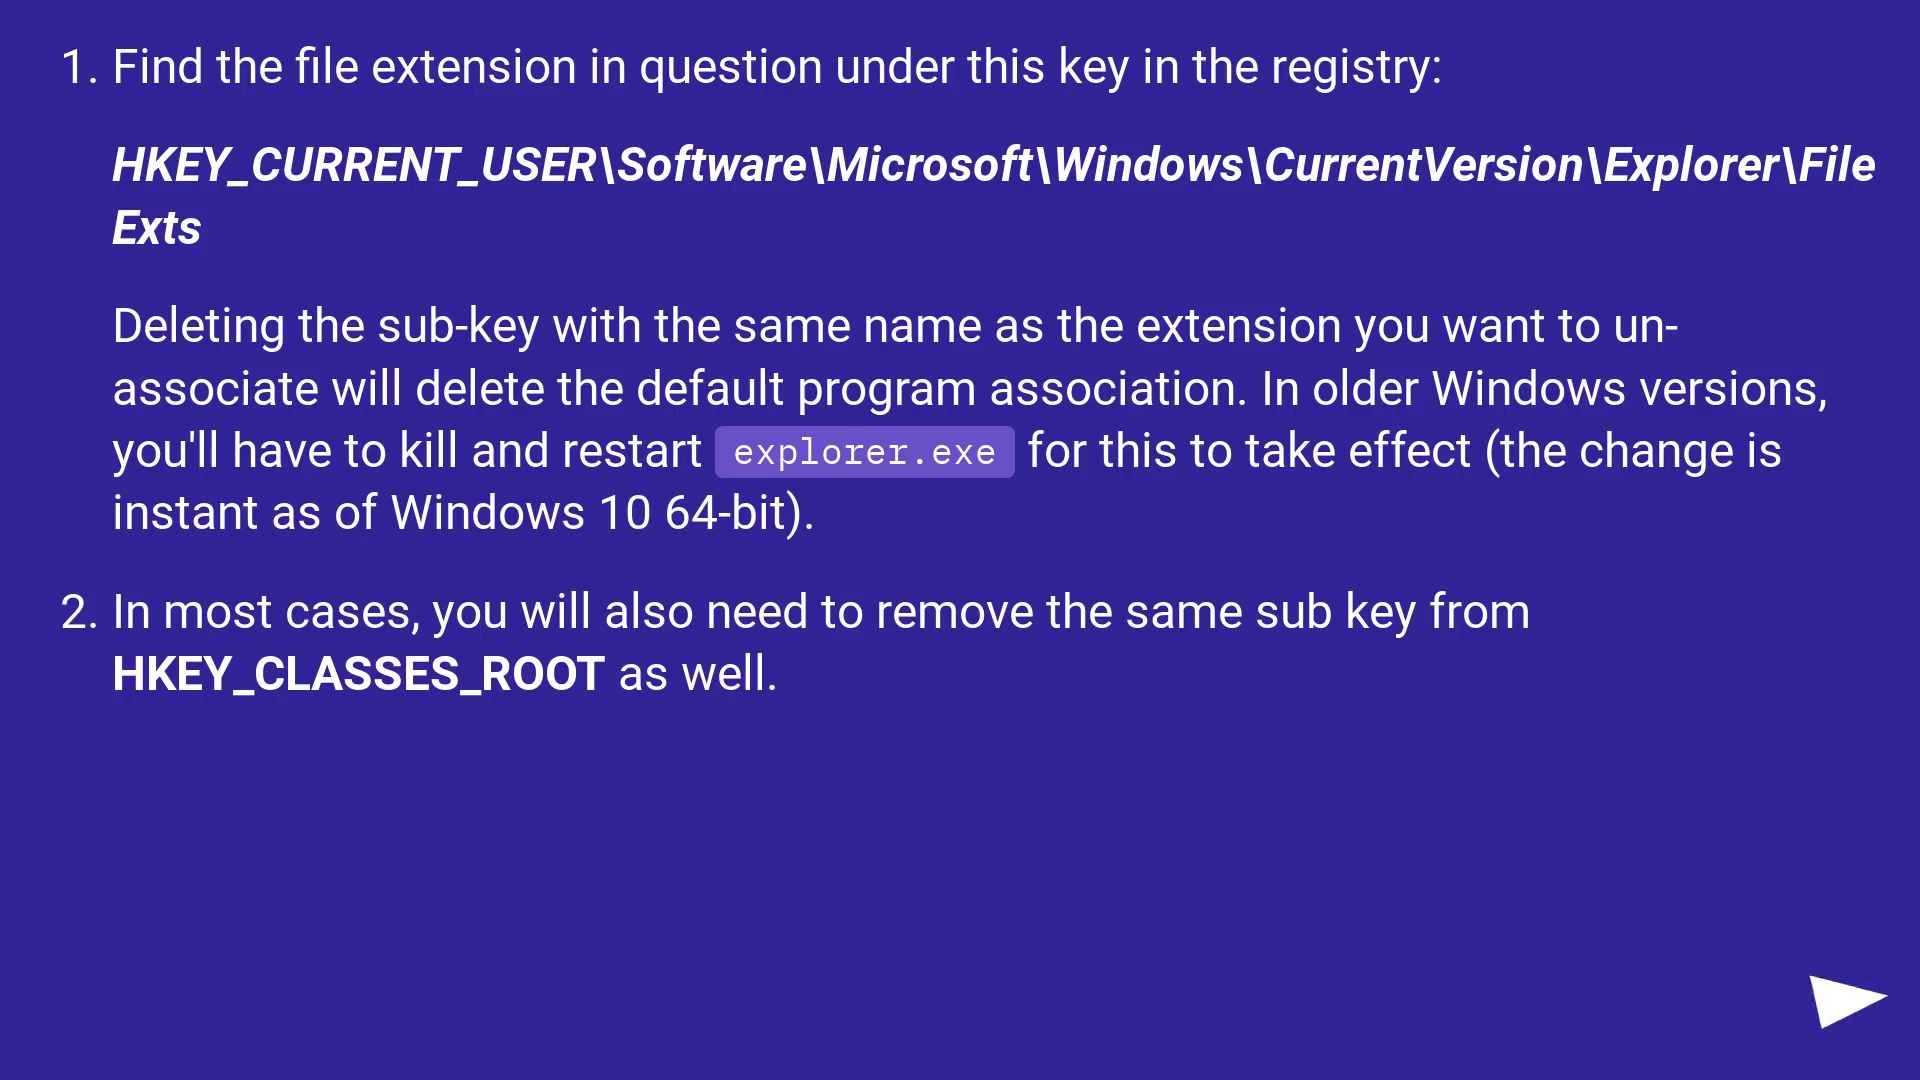 1. Find the file extension in question under this key in the registry:
HKEY_CURRENT_USER\Software\Microsoft\Windows\CurrentVersion\Explorer\File
Exts
Deleting the sub-key with the same name as the extension you want to un-
associate will delete the default program association. In older Windows versions,
you'll have to kill and restart explorer.exe for this to take effect (the change is
instant as of Windows 10 64-bit).
2. In most cases, you will also need to remove the same sub key from
HKEY_CLASSES_ROOT as well.